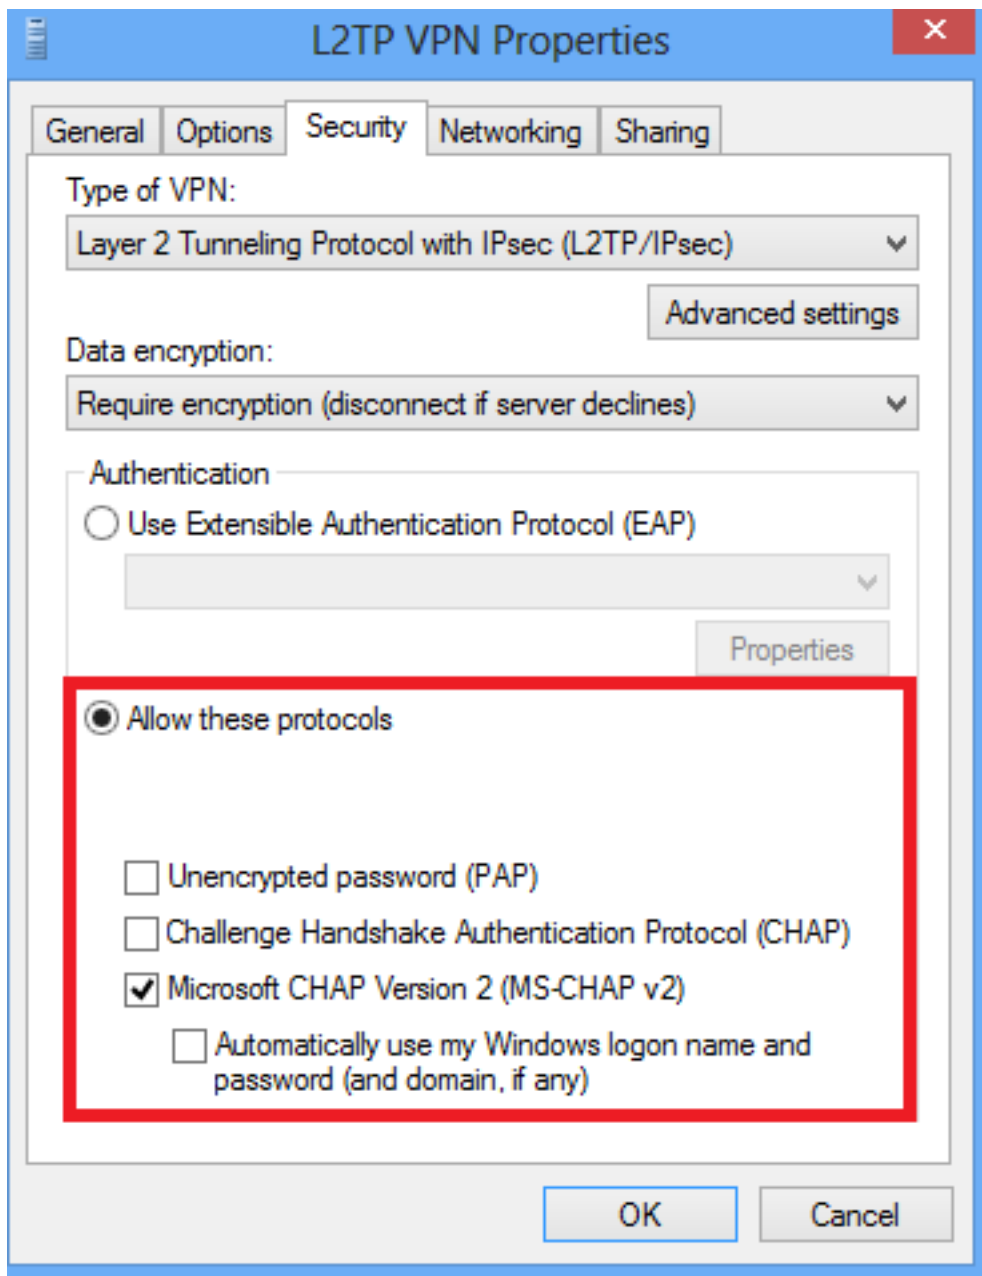 L2TP VPN Properties
General Options Security Networking Sharing
Type of VPN:
Layer 2 Tunneling Protocol with IPsec (L2TP/IPsec)
Advanced settings
Data encryption:
Require encryption (disconnect if server declines)
Authentication
Use Extensible Authentication Protocol (EAP)
Properties
Allow these protocols
Unencrypted password (PAP)
Challenge Handshake Authentication Protocol (CHAP)
Microsoft CHAP Version 2 (MS-CHAP v2)
Automatically use my Windows logon name and
password (and domain, if any)
OK Cancel